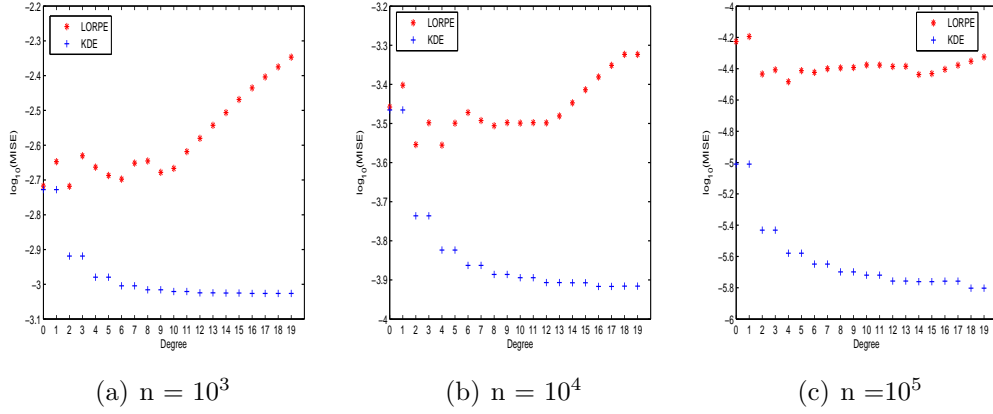 LORPE
KDE
-2.2
-2.3
-2.4
-2.5
-2.6
-2.7
-2.8
-2.9
-3
-3.1
log10(MISE)
0 1 2 3 4 5 6 7 8 9 10 11 12 13 14 15 16 17 18 19
Degree
(a) n = 10³
LORPE
KDE
-3.2
-3.3
-3.4
-3.5
-3.6
-3.7
-3.8
-3.9
-4
log10(MISE)
0 1 2 3 4 5 6 7 8 9 10 11 12 13 14 15 16 17 18 19
Degree
(b) n = 10⁴
LORPE
KDE
-4
-4.2
-4.4
-4.6
-4.8
-5
-5.2
-5.4
-5.6
-5.8
-6
log10(MISE)
0 1 2 3 4 5 6 7 8 9 10 11 12 13 14 15 16 17 18 19
Degree
(c) n =10⁵